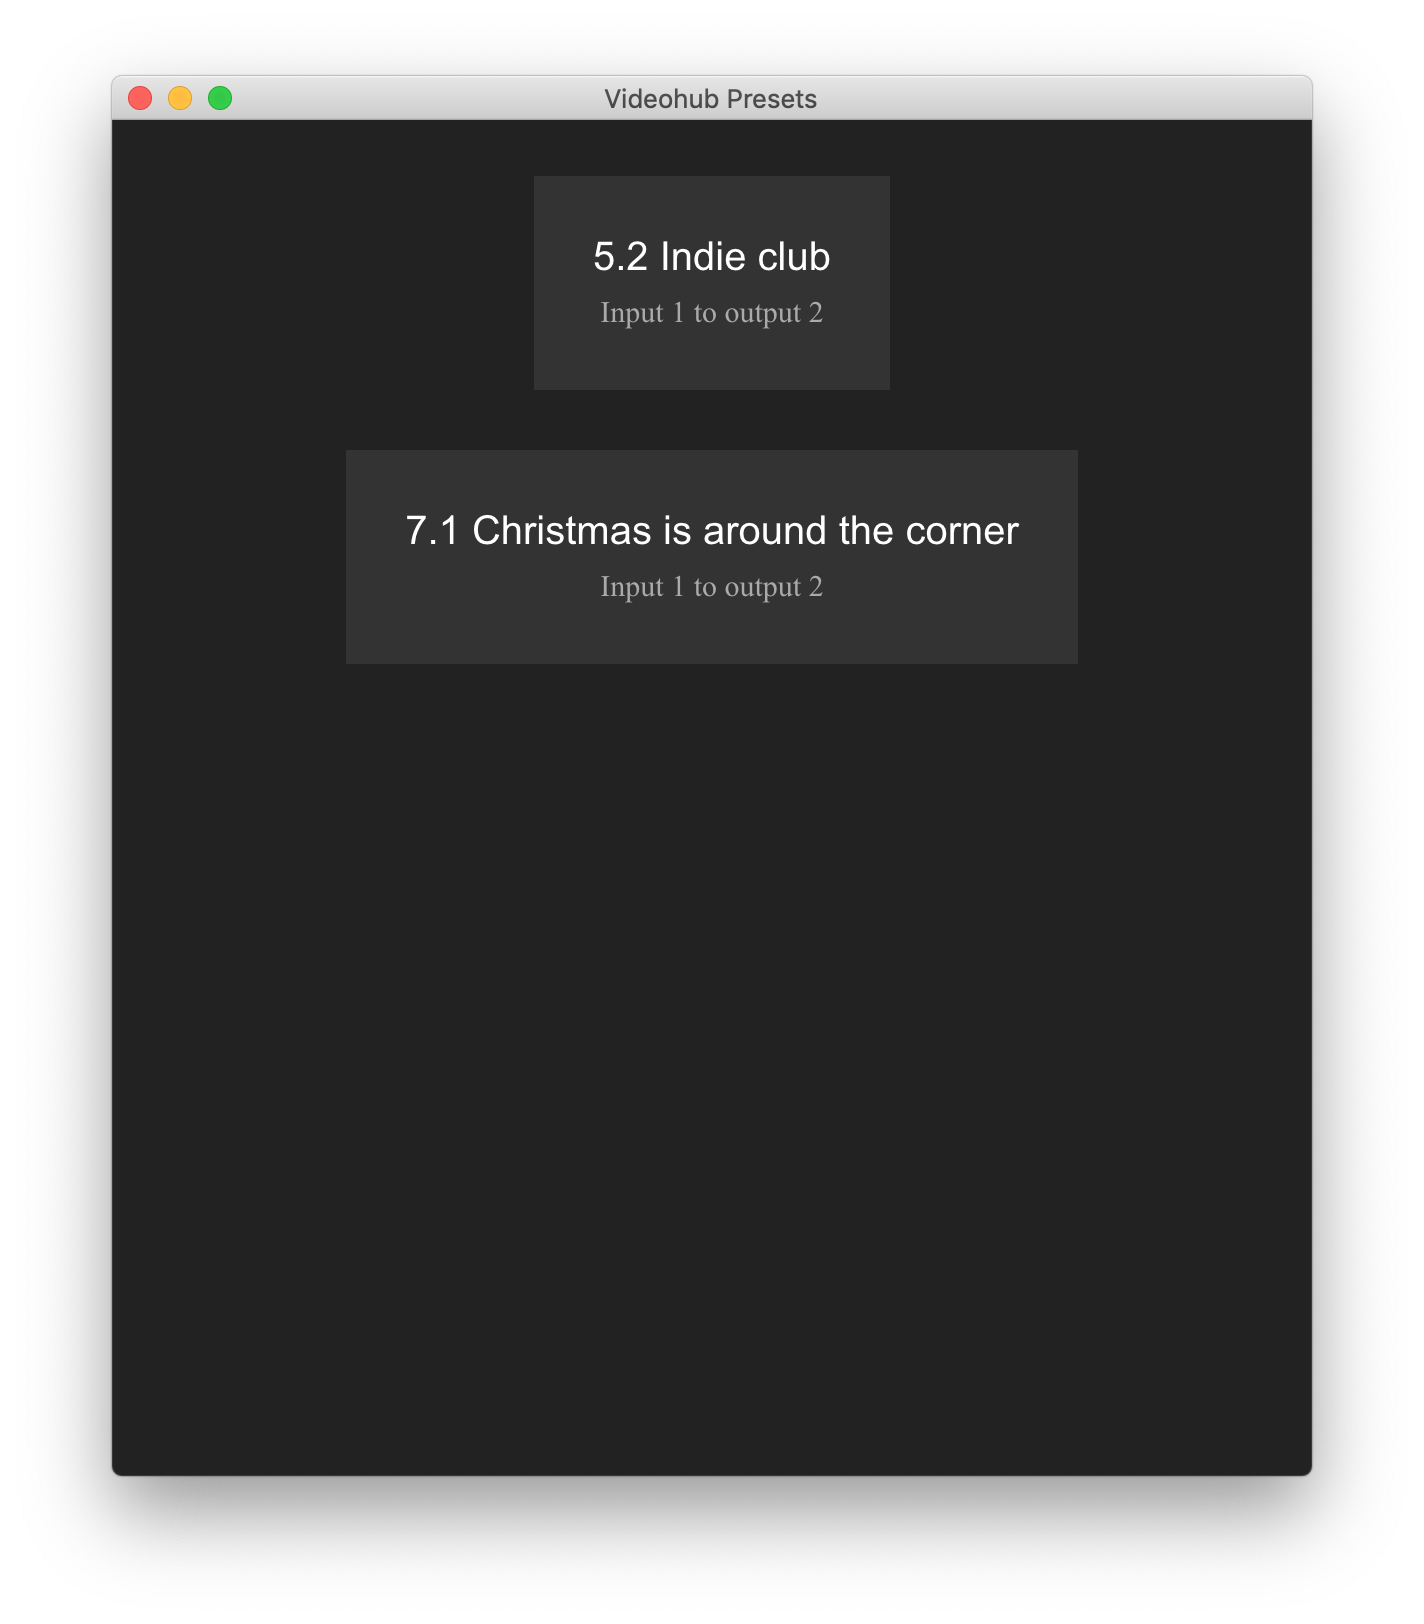 Videohub Presets
5.2 Indie club
Input 1 to output 2
7.1 Christmas is around the corner
Input 1 to output 2